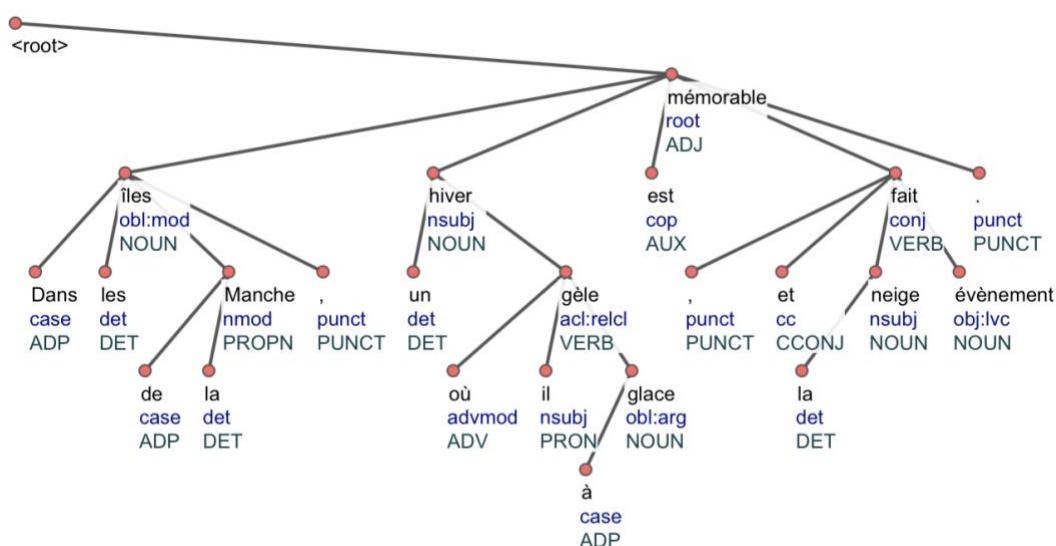 <root>
mémorable
root
ADJ
îles
obl:mod
NOUN
hiver
nsubj
NOUN
est
cop
AUX
fait
conj
VERB
.
punct
PUNCT
Dans
case
ADP
les
det
DET
Manche
nmod
PROPN
,
punct
PUNCT
un
det
DET
gèle
acl:relcl
VERB
,
punct
PUNCT
et
cc
CCONJ
neige
nsubj
NOUN
évènement
obj:lvc
NOUN
de
case
ADP
la
det
DET
où
advmod
ADV
il
nsubj
PRON
glace
obl:arg
NOUN
la
det
DET
à
case
ADP